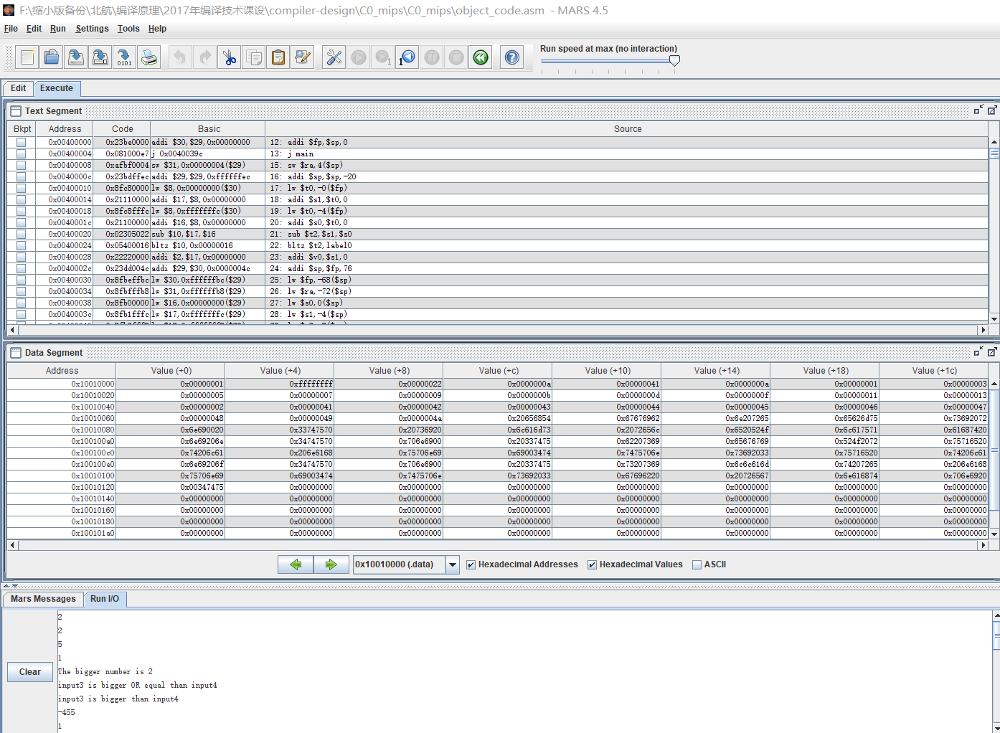 F:\缩小版备份\北航\编译原理\2017年编译技术课设\compiler-design\C0_mips\C0_mips\object_code.asm - MARS 4.5
File Edit Run Settings Tools Help
Run speed at max (no interaction)
Edit Execute
Text Segment
Bkpt Address Code Basic Source
0x00400000 0x23be0000 addi $30,$29,0x00000000 12: addi $fp,$sp,0
0x00400004 0x081000e7 j 0x0040039c 13: j main
0x00400008 0xafbf0004 sw $31,0x00000004($29) 15: sw $ra,4($sp)
0x0040000c 0x23bdffec addi $29,$29,0xffffffec 16: addi $sp,$sp,-20
0x00400010 0x8fc80000 lw $8,0x00000000($30) 17: lw $t0,-0($fp)
0x00400014 0x21110000 addi $17,$8,0x00000000 18: addi $s1,$t0,0
0x00400018 0x8fc8fffc lw $8,0xfffffffc($30) 19: lw $t0,-4($fp)
0x0040001c 0x21100000 addi $16,$8,0x00000000 20: addi $s0,$t0,0
0x00400020 0x02305022 sub $10,$17,$16 21: sub $t2,$s1,$s0
0x00400024 0x05400016 bltz $10,0x00000016 22: bltz $t2,label0
0x00400028 0x22220000 addi $2,$17,0x00000000 23: addi $v0,$s1,0
0x0040002c 0x23dd004c addi $29,$30,0x0000004c 24: addi $sp,$fp,76
0x00400030 0x8fbeffbc lw $30,0xffffffbc($29) 25: lw $fp,-68($sp)
0x00400034 0x8fbfffb8 lw $31,0xffffffb8($29) 26: lw $ra,-72($sp)
0x00400038 0x8fb00000 lw $16,0x00000000($29) 27: lw $s0,0($sp)
0x0040003c 0x8fb1fffc lw $17,0xfffffffc($29) 28: lw $s1,-4($sp)
Data Segment
Address Value (+0) Value (+4) Value (+8) Value (+c) Value (+10) Value (+14) Value (+18) Value (+1c)
0x10010000 0x00000001 0xffffffff 0x00000022 0x0000000a 0x00000041 0x0000000a 0x00000001 0x00000003
0x10010020 0x00000005 0x00000007 0x00000009 0x0000000b 0x0000000d 0x0000000f 0x00000011 0x00000013
0x10010040 0x00000002 0x00000041 0x00000042 0x00000043 0x00000044 0x00000045 0x00000046 0x00000047
0x10010060 0x00000048 0x00000049 0x0000004a 0x20656854 0x67676962 0x6e207265 0x65626d75 0x73692072
0x10010080 0x6e690020 0x33747570 0x20736920 0x6c616d73 0x2072656c 0x6520524f 0x6c617571 0x61687420
0x100100a0 0x6e69206e 0x34747570 0x706e6900 0x20337475 0x62207369 0x65676769 0x524f2072 0x75716520
0x100100c0 0x74206c61 0x206e6168 0x75706e69 0x69003474 0x7475706e 0x73692033 0x75716520 0x74206c61
0x100100e0 0x6e69206f 0x34747570 0x706e6900 0x20337475 0x73207369 0x6c6c616d 0x74207265 0x206e6168
0x10010100 0x75706e69 0x69003474 0x7475706e 0x73692033 0x67696220 0x20726567 0x6e616874 0x706e6920
0x10010120 0x00347475 0x00000000 0x00000000 0x00000000 0x00000000 0x00000000 0x00000000 0x00000000
0x10010140 0x00000000 0x00000000 0x00000000 0x00000000 0x00000000 0x00000000 0x00000000 0x00000000
0x10010160 0x00000000 0x00000000 0x00000000 0x00000000 0x00000000 0x00000000 0x00000000 0x00000000
0x10010180 0x00000000 0x00000000 0x00000000 0x00000000 0x00000000 0x00000000 0x00000000 0x00000000
0x100101a0 0x00000000 0x00000000 0x00000000 0x00000000 0x00000000 0x00000000 0x00000000 0x00000000
0x10010000 (.data) Hexadecimal Addresses Hexadecimal Values ASCII
Mars Messages Run I/O
Clear
2
2
5
1
The bigger number is 2
input3 is bigger OR equal than input4
input3 is bigger than input4
-455
1